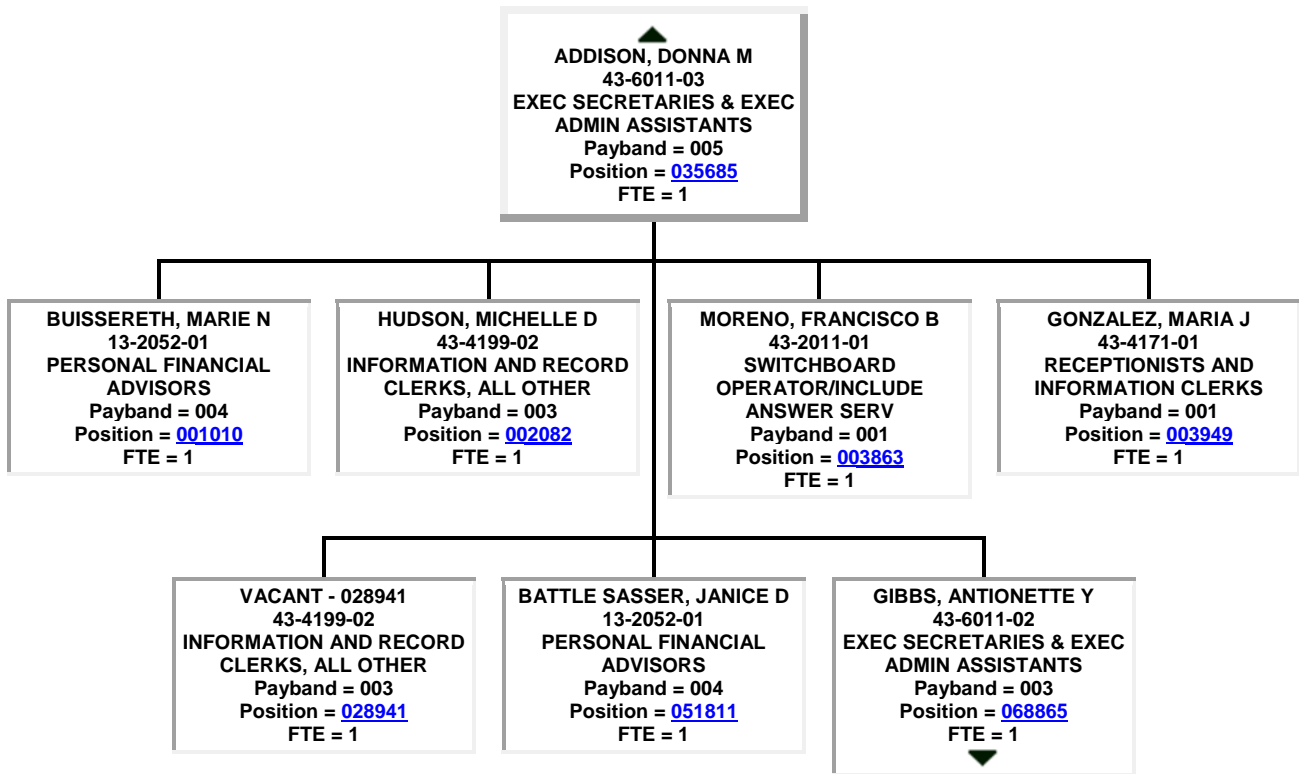 ADDISON, DONNA M
43-6011-03
EXEC SECRETARIES & EXEC
ADMIN ASSISTANTS
Payband = 005
Position = 035685
FTE = 1
BUISSERETH, MARIE N
13-2052-01
PERSONAL FINANCIAL
ADVISORS
Payband = 004
Position = 001010
FTE = 1
HUDSON, MICHELLE D
43-4199-02
INFORMATION AND RECORD
CLERKS, ALL OTHER
Payband = 003
Position = 002082
FTE = 1
MORENO, FRANCISCO B
43-2011-01
SWITCHBOARD
OPERATOR/INCLUDE
ANSWER SERV
Payband = 001
Position = 003863
FTE = 1
GONZALEZ, MARIA J
43-4171-01
RECEPTIONISTS AND
INFORMATION CLERKS
Payband = 001
Position = 003949
FTE = 1
VACANT - 028941
43-4199-02
INFORMATION AND RECORD
CLERKS, ALL OTHER
Payband = 003
Position = 028941
FTE = 1
BATTLE SASSER, JANICE D
13-2052-01
PERSONAL FINANCIAL
ADVISORS
Payband = 004
Position = 051811
FTE = 1
GIBBS, ANTIONETTE Y
43-6011-02
EXEC SECRETARIES & EXEC
ADMIN ASSISTANTS
Payband = 003
Position = 068865
FTE = 1